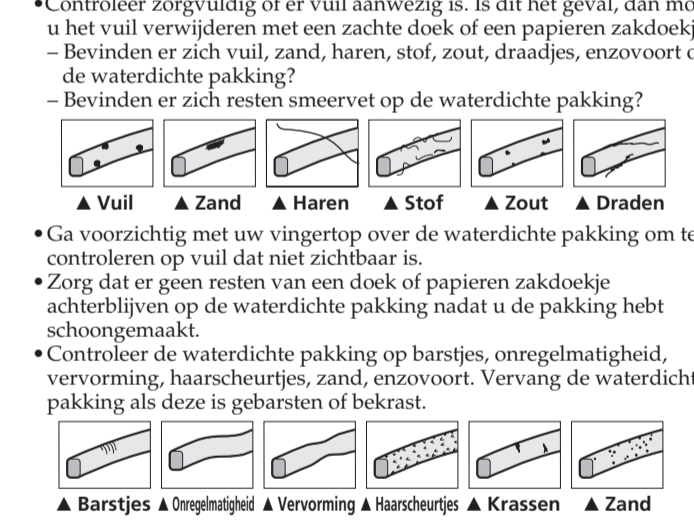 •Controleer zorgvuldig of er vuil aanwezig is. Is dit het geval, dan
u het vuil verwijderen met een zachte doek of een papieren
– Bevinden er zich vuil, zand, haren, stof, zout, draadjes, enzovoort
de waterdichte pakking?
– Bevinden er zich resten smeervet op de waterdichte pakking?
▲ Vuil ▲ Zand ▲ Haren ▲ Stof ▲ Zout ▲ Draden
•Ga voorzichtig met uw vingertop over de waterdichte pakking om te
controleren op vuil dat niet zichtbaar is.
•Zorg dat er geen resten van een doek of papieren zakdoekje
achterblijven op de waterdichte pakking nadat u de pakking hebt
schoongemaakt.
•Controleer de waterdichte pakking op barstjes, onregelmatigheid,
vervorming, haarscheurtjes, zand, enzovoort. Vervang de waterdicht
pakking als deze is gebarsten of bekrast.
▲ Barstjes ▲ Onregelmatigheid ▲ Vervorming ▲ Haarscheurtjes ▲ Krassen ▲ Zand